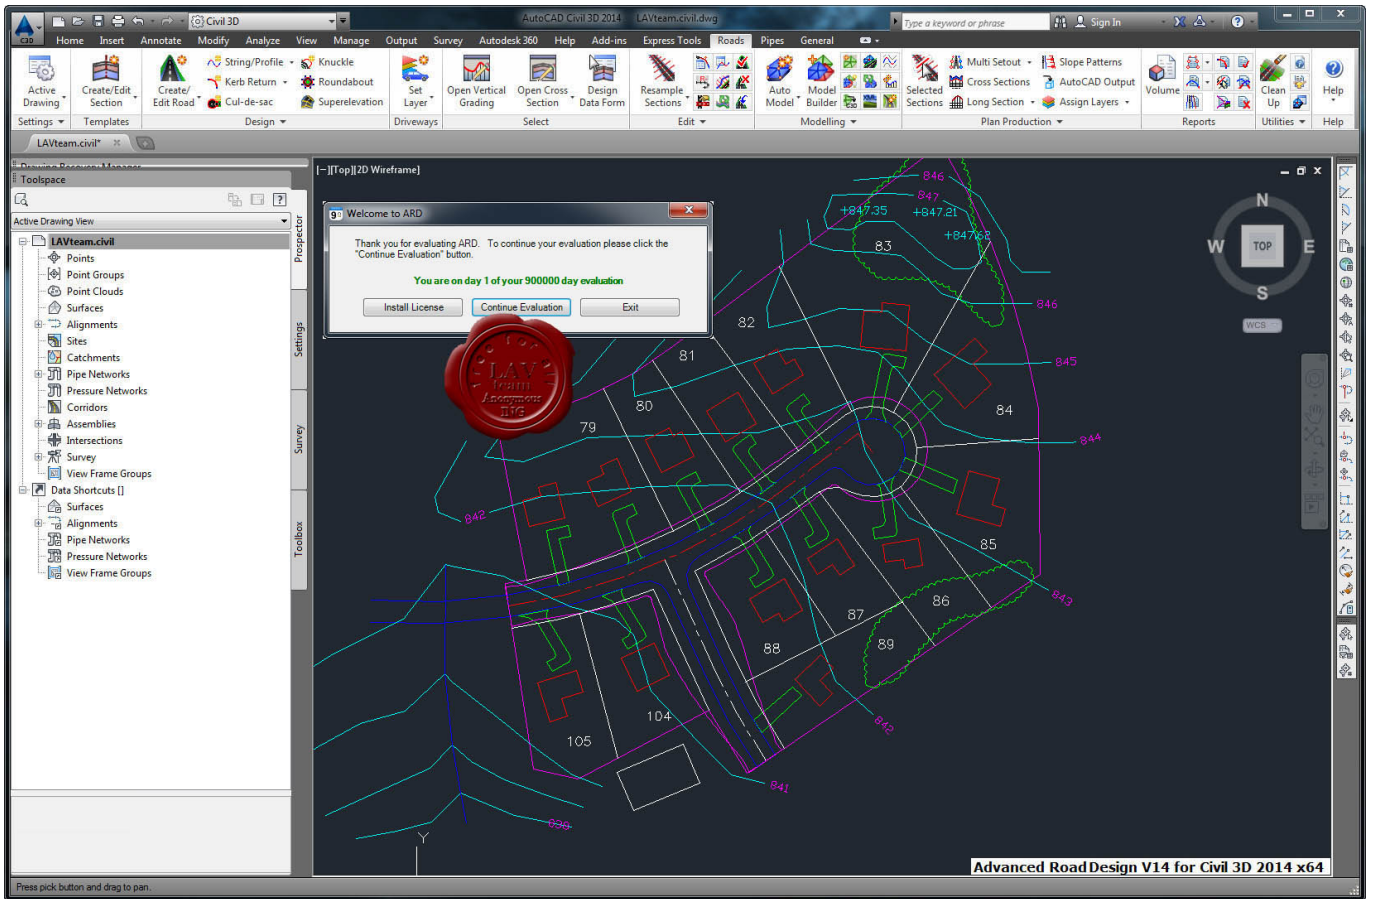 Civil 3D
AutoCAD Civil 3D 2014 LAVteam.civil.dwg
Type a keyword or phrase
Sign In
C3D
Home Insert Annotate Modify Analyze View Manage Output Survey Autodesk 360 Help Add-ins Express Tools Roads Pipes General
Active Drawing
Create/Edit Section
Create/ Edit Road
String/Profile
Kerb Return
Cul-de-sac
Knuckle
Roundabout
Superelevation
Set Layer
Open Vertical Grading
Open Cross Section
Design Data Form
Resample Sections
Auto Model
Model Builder
Selected Sections
Multi Setout
Cross Sections
Long Section
Slope Patterns
AutoCAD Output
Assign Layers
Volume
Clean Up
Help
Settings Templates Design Driveways Select Edit Modelling Plan Production Reports Utilities Help
LAVteam.civil*
Drawing Recovery Manager
Toolspace
Active Drawing View
LAVteam.civil
Points
Point Groups
Point Clouds
Surfaces
Alignments
Sites
Catchments
Pipe Networks
Pressure Networks
Corridors
Assemblies
Intersections
Survey
View Frame Groups
Data Shortcuts []
Surfaces
Alignments
Pipe Networks
Pressure Networks
View Frame Groups
Prospector
Settings
Survey
Toolbox
[−][Top][2D Wireframe]
Welcome to ARD
Thank you for evaluating ARD. To continue your evaluation please click the
"Continue Evaluation" button.
You are on day 1 of your 900000 day evaluation
Install License
Continue Evaluation
Exit
LAV
team
Anonymous
N
W
TOP
E
S
WCS
846
847
+847.35
+847.21
+847.62
83
846
82
845
81
80
84
79
844
842
85
843
86
87
89
88
842
104
105
841
839
Y
Advanced Road Design V14 for Civil 3D 2014 x64
Press pick button and drag to pan.